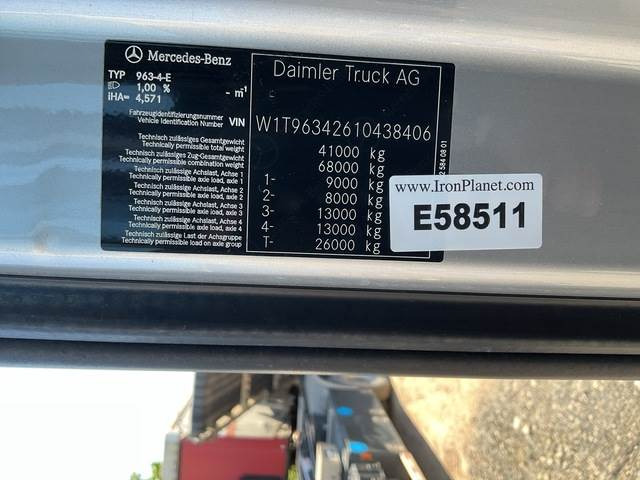 Mercedes-Benz
Daimler Truck AG
TYP 963-4-E
1,00 % - m⁻¹
iHA= 4,571
Fahrzeugidentifizierungsnummer
Vehicle Identification Number VIN W1T96342610438406
Technisch zulässiges Gesamtgewicht
Technically permissible total weight 41000 kg
Technisch zulässiges Zug-Gesamtgewicht
Technically permissible combination weight 68000 kg
Technisch zulässige Achslast, Achse 1
Technically permissible axle load, axle 1 1- 9000 kg
Technisch zulässige Achslast, Achse 2
Technically permissible axle load, axle 2 2- 8000 kg
Technisch zulässige Achslast, Achse 3
Technically permissible axle load, axle 3 3- 13000 kg
Technisch zulässige Achslast, Achse 4
Technically permissible axle load, axle 4 4- 13000 kg
Technisch zulässige Last der Achsgruppe
Technically permissible load on axle group T- 26000 kg
2 584 08 01
www.IronPlanet.com
E58511